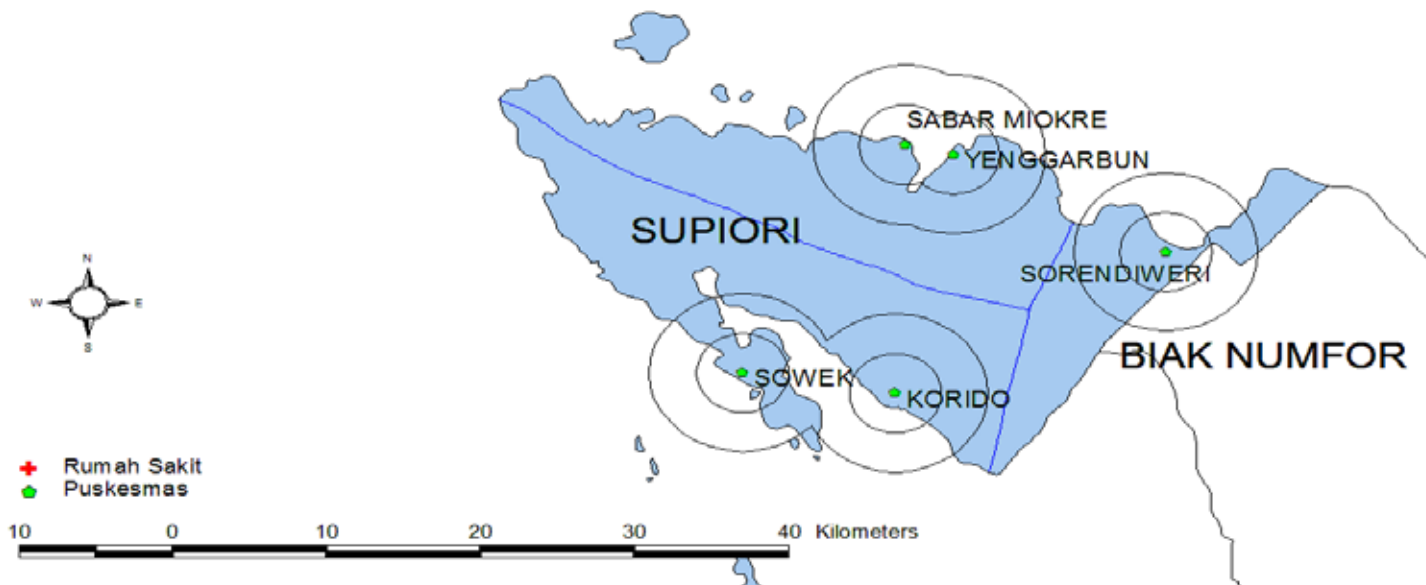 SABAR MIOKRE
YENGGARBUN
SUPIORI
SORENDIWERI
N
W E
S
BIAK NUMFOR
SOWEK
KORIDO
Rumah Sakit
Puskesmas
10 0 10 20 30 40 Kilometers